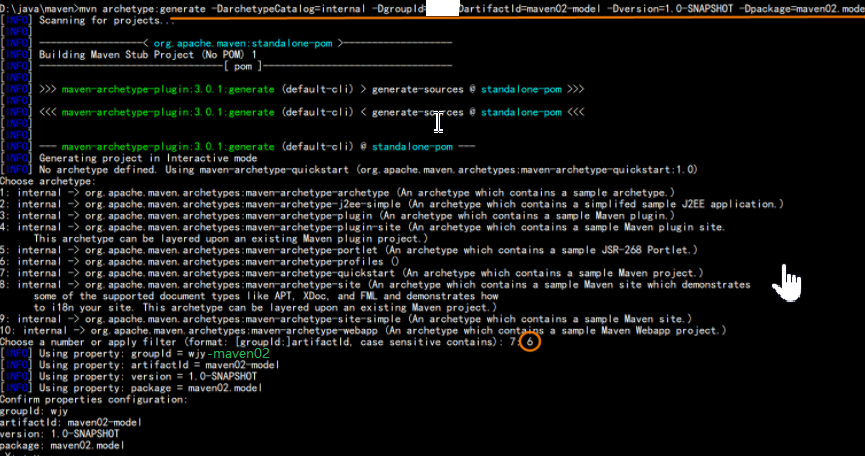 D:\java\maven>mvn archetype:generate -DarchetypeCatalog=internal -DgroupId= DartifactId=maven02-model -Dversion=1.0-SNAPSHOT -Dpackage=maven02.mode
[INFO] Scanning for projects...
[INFO]
[INFO] ------------------< org.apache.maven:standalone-pom >-------------------
[INFO] Building Maven Stub Project (No POM) 1
[INFO] --------------------------------[ pom ]---------------------------------
[INFO]
[INFO] >>> maven-archetype-plugin:3.0.1:generate (default-cli) > generate-sources @ standalone-pom >>>
[INFO]
[INFO] <<< maven-archetype-plugin:3.0.1:generate (default-cli) < generate-sources @ standalone-pom <<<
[INFO]
[INFO]
[INFO] --- maven-archetype-plugin:3.0.1:generate (default-cli) @ standalone-pom ---
[INFO] Generating project in Interactive mode
[INFO] No archetype defined. Using maven-archetype-quickstart (org.apache.maven.archetypes:maven-archetype-quickstart:1.0)
Choose archetype:
1: internal -> org.apache.maven.archetypes:maven-archetype-archetype (An archetype which contains a sample archetype.)
2: internal -> org.apache.maven.archetypes:maven-archetype-j2ee-simple (An archetype which contains a simplifed sample J2EE application.)
3: internal -> org.apache.maven.archetypes:maven-archetype-plugin (An archetype which contains a sample Maven plugin.)
4: internal -> org.apache.maven.archetypes:maven-archetype-plugin-site (An archetype which contains a sample Maven plugin site.
This archetype can be layered upon an existing Maven plugin project.)
5: internal -> org.apache.maven.archetypes:maven-archetype-portlet (An archetype which contains a sample JSR-268 Portlet.)
6: internal -> org.apache.maven.archetypes:maven-archetype-profiles ()
7: internal -> org.apache.maven.archetypes:maven-archetype-quickstart (An archetype which contains a sample Maven project.)
8: internal -> org.apache.maven.archetypes:maven-archetype-site (An archetype which contains a sample Maven site which demonstrates
some of the supported document types like APT, XDoc, and FML and demonstrates how
to i18n your site. This archetype can be layered upon an existing Maven project.)
9: internal -> org.apache.maven.archetypes:maven-archetype-site-simple (An archetype which contains a sample Maven site.)
10: internal -> org.apache.maven.archetypes:maven-archetype-webapp (An archetype which contains a sample Maven Webapp project.)
Choose a number or apply filter (format: [groupId:]artifactId, case sensitive contains): 7: 6
[INFO] Using property: groupId = wjy-maven02
[INFO] Using property: artifactId = maven02-model
[INFO] Using property: version = 1.0-SNAPSHOT
[INFO] Using property: package = maven02.model
Confirm properties configuration:
groupId: wjy
artifactId: maven02-model
version: 1.0-SNAPSHOT
package: maven02.model